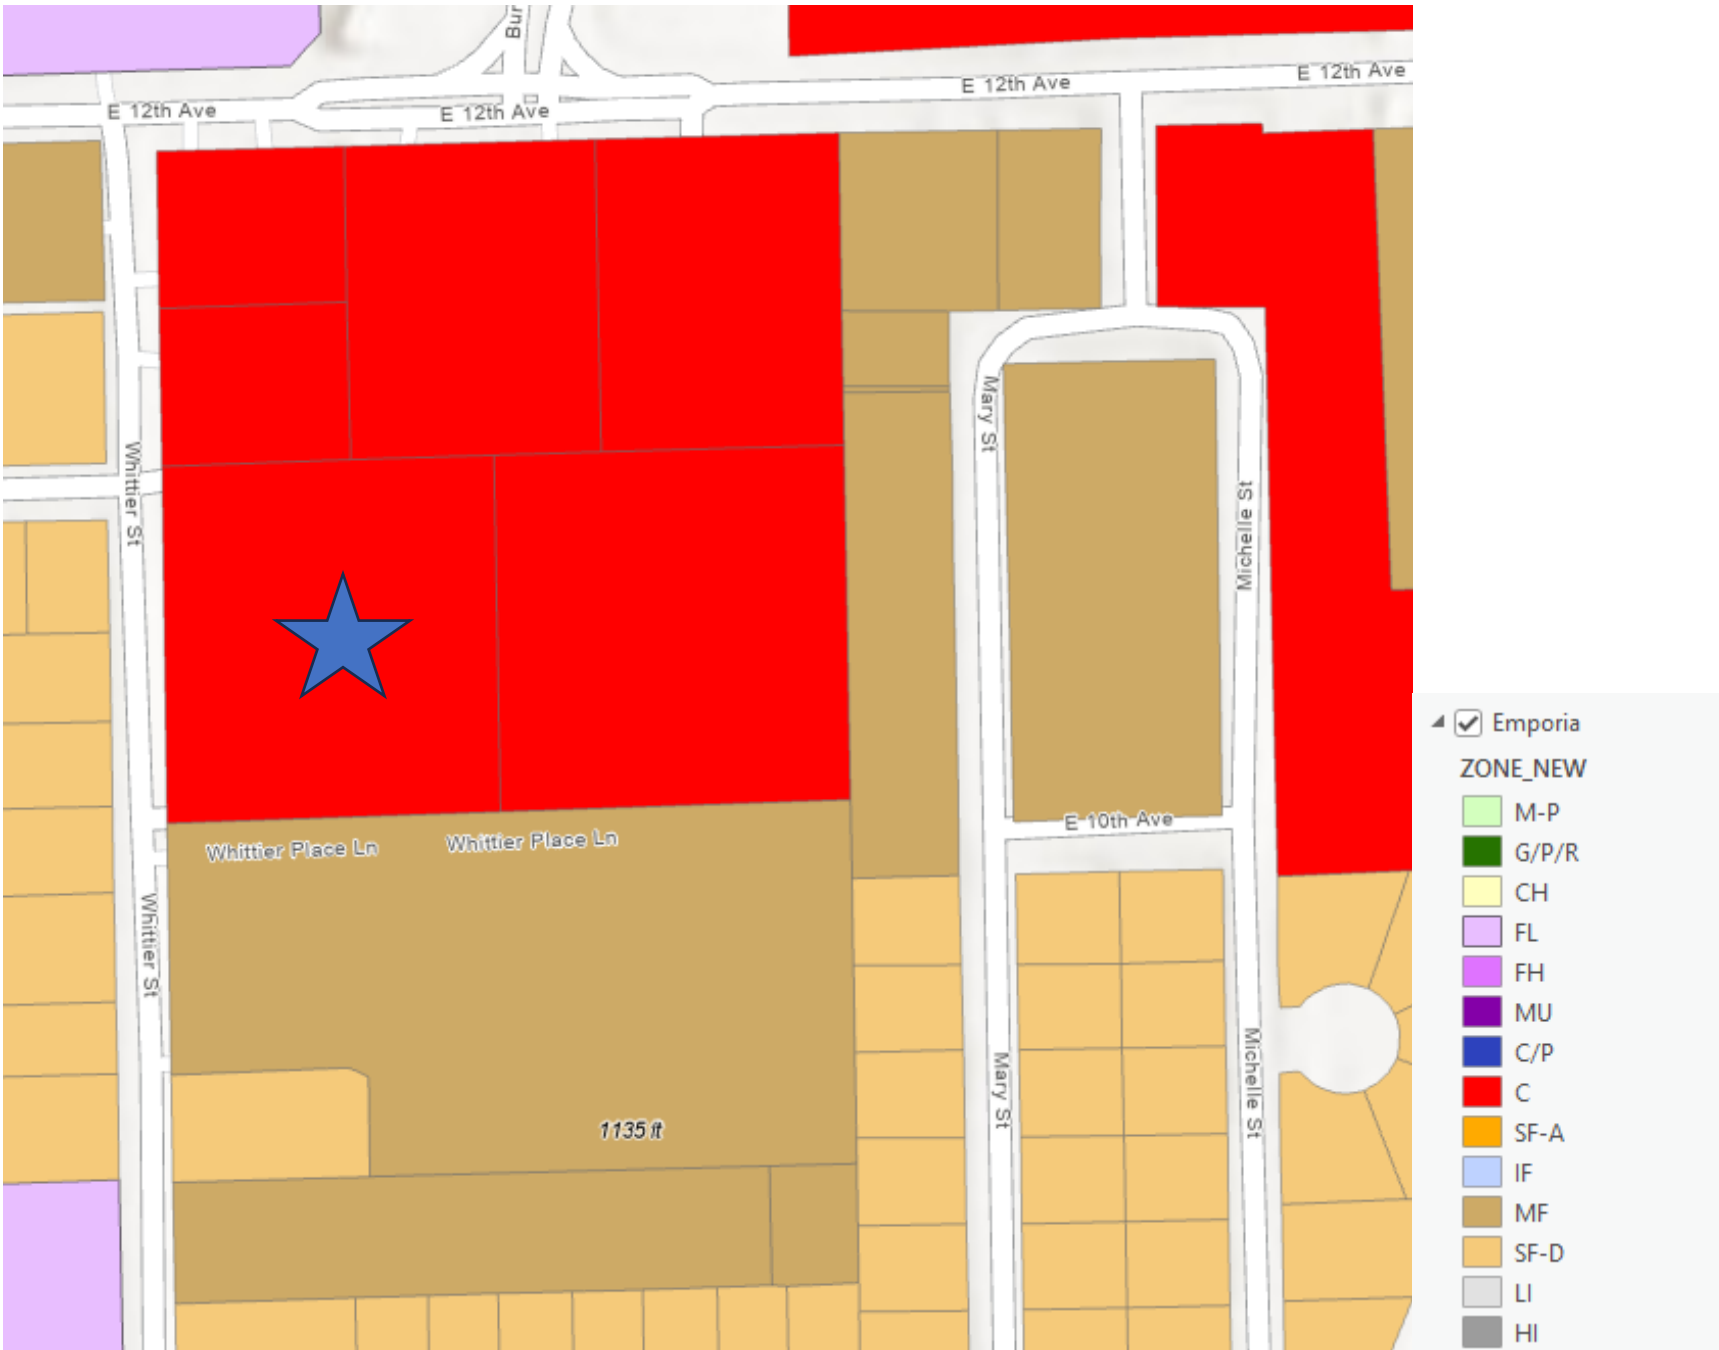 Bur
E 12th Ave
E 12th Ave
E 12th Ave
E 12th Ave
Whittier St
Mary St
Michelle St
Whittier Place Ln
Whittier Place Ln
E 10th Ave
Whittier St
Mary St
Michelle St
1135 ft
Emporia
ZONE_NEW
M-P
G/P/R
CH
FL
FH
MU
C/P
C
SF-A
IF
MF
SF-D
LI
HI